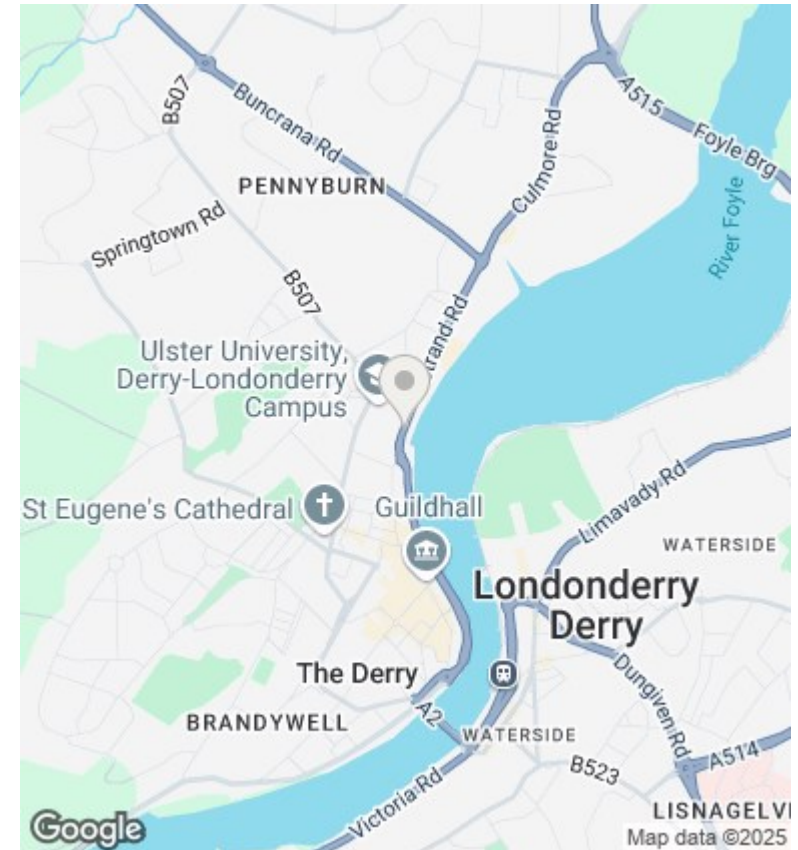 B507
Buncrana Rd
A515
Foyle Brg
Culmore Rd
PENNYBURN
River Foyle
Springtown Rd
B507
trand Rd
Ulster University,
Derry-Londonderry
Campus
St Eugene's Cathedral
Guildhall
Limavady Rd
WATERSIDE
Londonderry
Derry
The Derry
Dungiven Rd
BRANDYWELL
A2
WATERSIDE
A514
B523
Victoria Rd
LISNAGELVI
Google
Map data ©2025